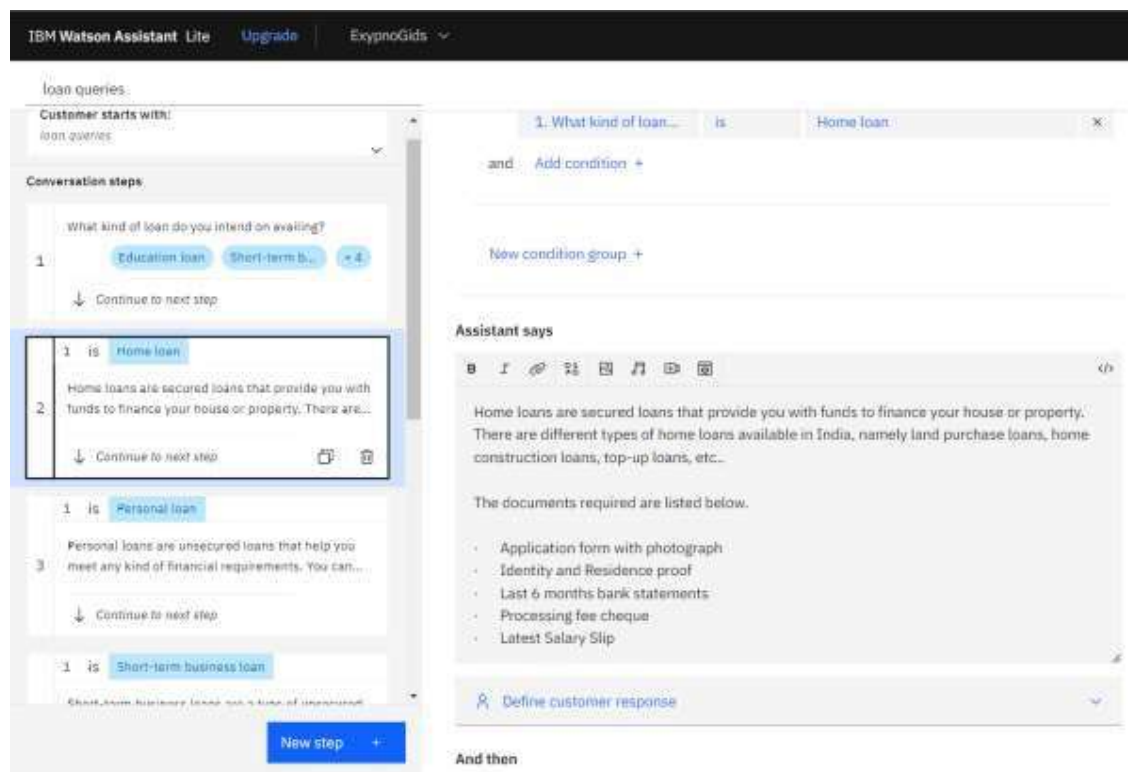 IBM Watson Assistant Lite Upgrade ExypnoGids
loan queries
Customer starts with:
loan queries
Conversation steps
What kind of loan do you intend on availing?
1
Education loan Short-term b... + 4
Continue to next step
1 is Home loan
2
Home loans are secured loans that provide you with
funds to finance your house or property. There are...
Continue to next step
1 is Personal loan
3
Personal loans are unsecured loans that help you
meet any kind of financial requirements. You can...
Continue to next step
1 is Short-term business loan
Short-term business loans are a type of unsecured
New step +
1. What kind of loan... is Home loan ×
and Add condition +
New condition group +
Assistant says
B I </>
Home loans are secured loans that provide you with funds to finance your house or property.
There are different types of home loans available in India, namely land purchase loans, home
construction loans, top-up loans, etc..
The documents required are listed below.
· Application form with photograph
· Identity and Residence proof
· Last 6 months bank statements
· Processing fee cheque
· Latest Salary Slip
Define customer response
And then